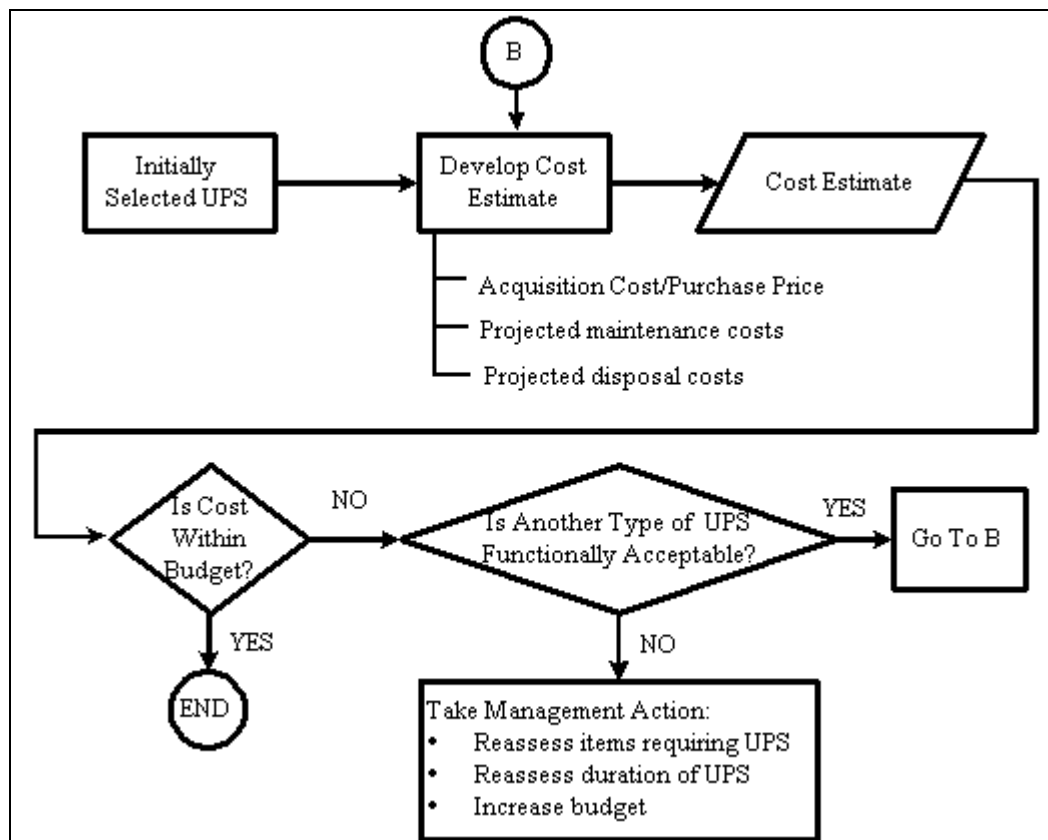 B
Initially
Selected UPS
Develop Cost
Estimate
Cost Estimate
Acquisition Cost/Purchase Price
Projected maintenance costs
Projected disposal costs
Is Cost
Within
Budget?
NO
YES
END
Is Another Type of UPS
Functionally Acceptable?
YES
Go To B
NO
Take Management Action:
• Reassess items requiring UPS
• Reassess duration of UPS
• Increase budget